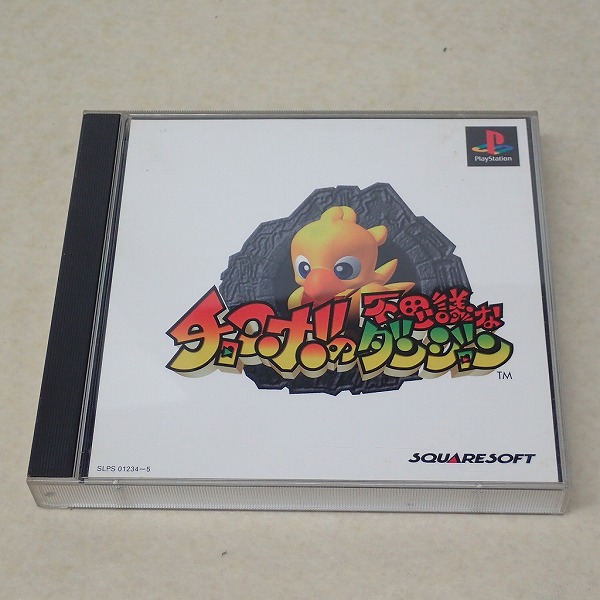 PlayStation
チョコボの
不思議な
ダンジョン
TM
SLPS 01234~5
SQUARESOFT